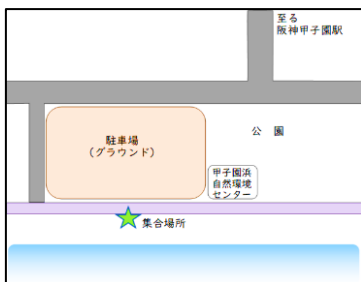 至る
阪神甲子園駅
駐車場
(グラウンド)
公　園
甲子園浜
自然環境
センター
集合場所